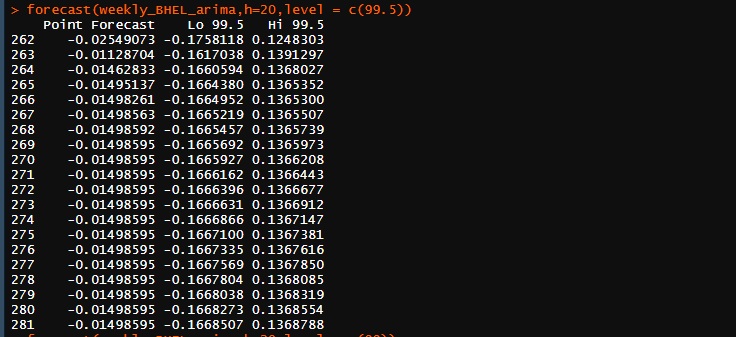 > forecast(weekly_BHEL_arima,h=20,level = c(99.5))
Point Forecast Lo 99.5 Hi 99.5
262 -0.02549073 -0.1758118 0.1248303
263 -0.01128704 -0.1617038 0.1391297
264 -0.01462833 -0.1660594 0.1368027
265 -0.01495137 -0.1664380 0.1365352
266 -0.01498261 -0.1664952 0.1365300
267 -0.01498563 -0.1665219 0.1365507
268 -0.01498592 -0.1665457 0.1365739
269 -0.01498595 -0.1665692 0.1365973
270 -0.01498595 -0.1665927 0.1366208
271 -0.01498595 -0.1666162 0.1366443
272 -0.01498595 -0.1666396 0.1366677
273 -0.01498595 -0.1666631 0.1366912
274 -0.01498595 -0.1666866 0.1367147
275 -0.01498595 -0.1667100 0.1367381
276 -0.01498595 -0.1667335 0.1367616
277 -0.01498595 -0.1667569 0.1367850
278 -0.01498595 -0.1667804 0.1368085
279 -0.01498595 -0.1668038 0.1368319
280 -0.01498595 -0.1668273 0.1368554
281 -0.01498595 -0.1668507 0.1368788